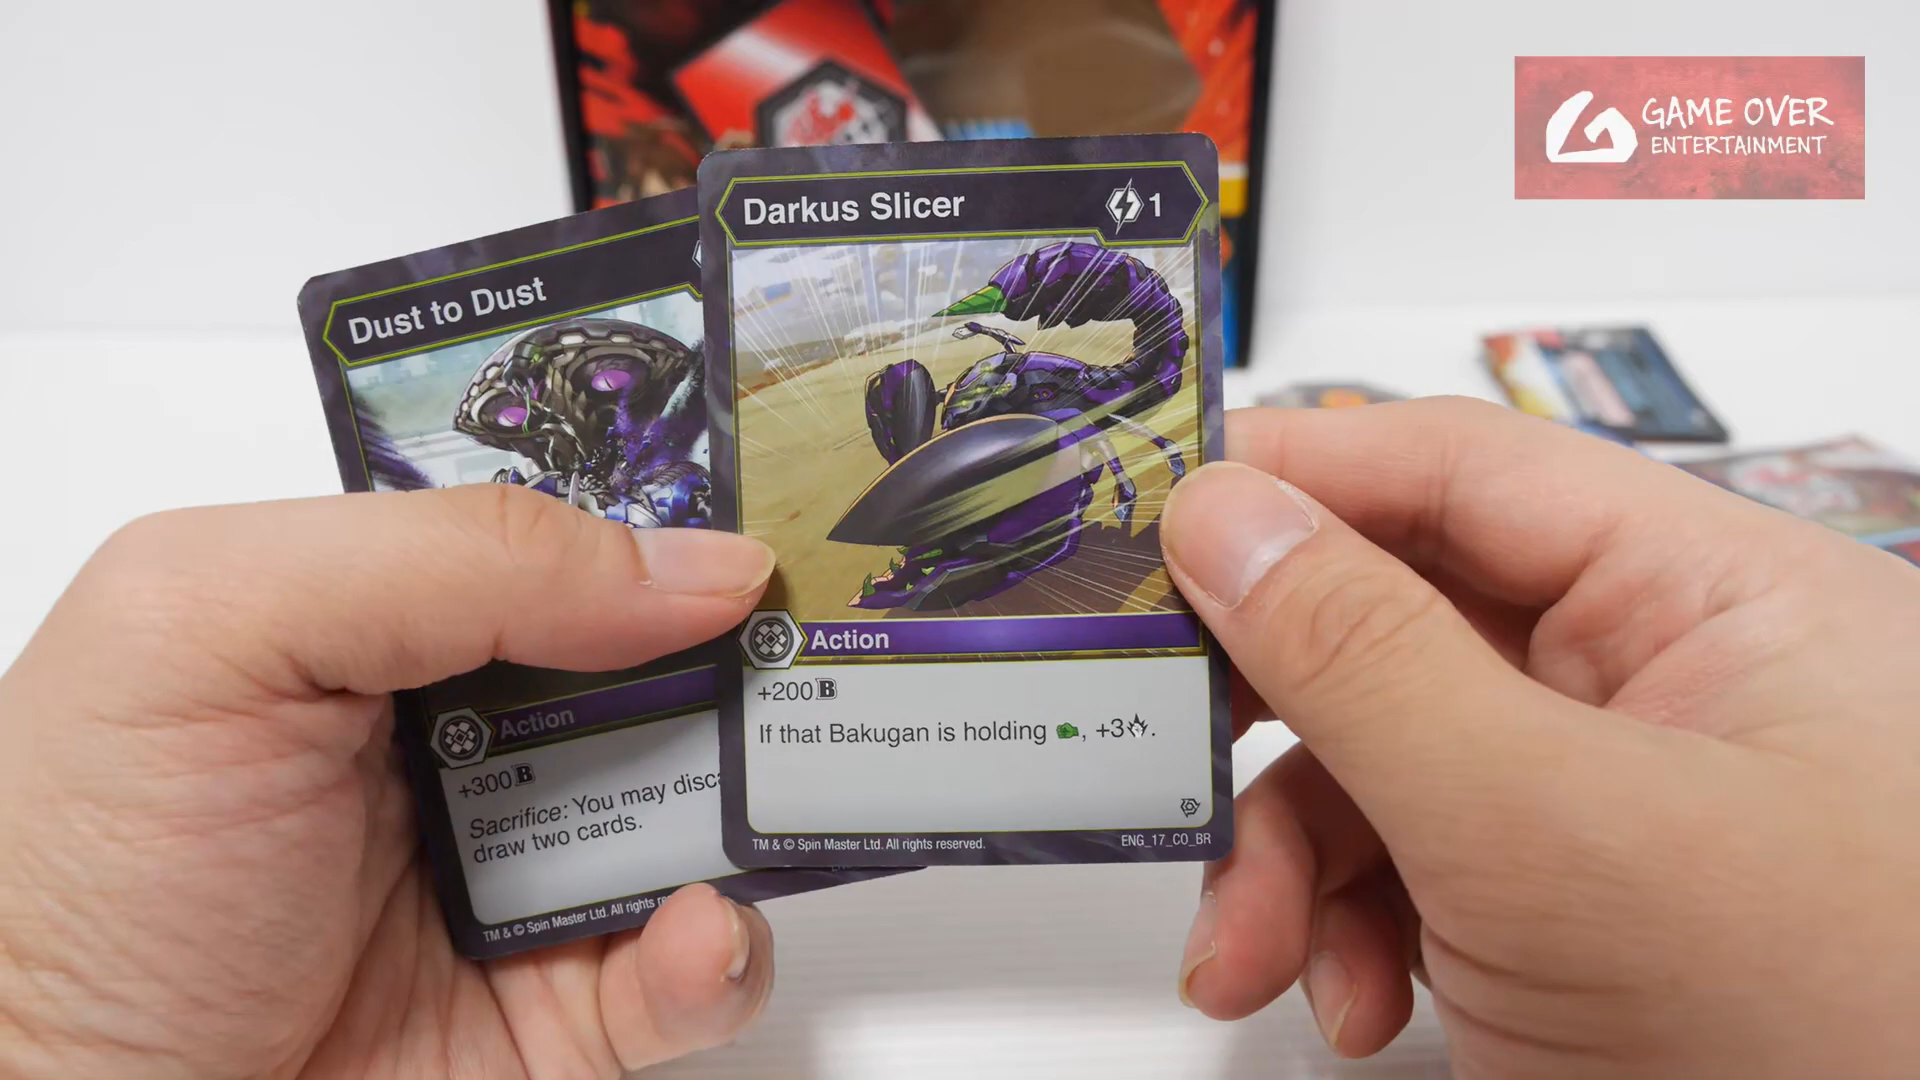 GAME OVER
ENTERTAINMENT
Darkus Slicer 1
Action
+200 B
If that Bakugan is holding , +3 .
TM & © Spin Master Ltd. All rights reserved.
ENG_17_CO_BR
Dust to Dust
Action
+300 B
Sacrifice: You may disca
draw two cards.
TM & © Spin Master Ltd. All rights re